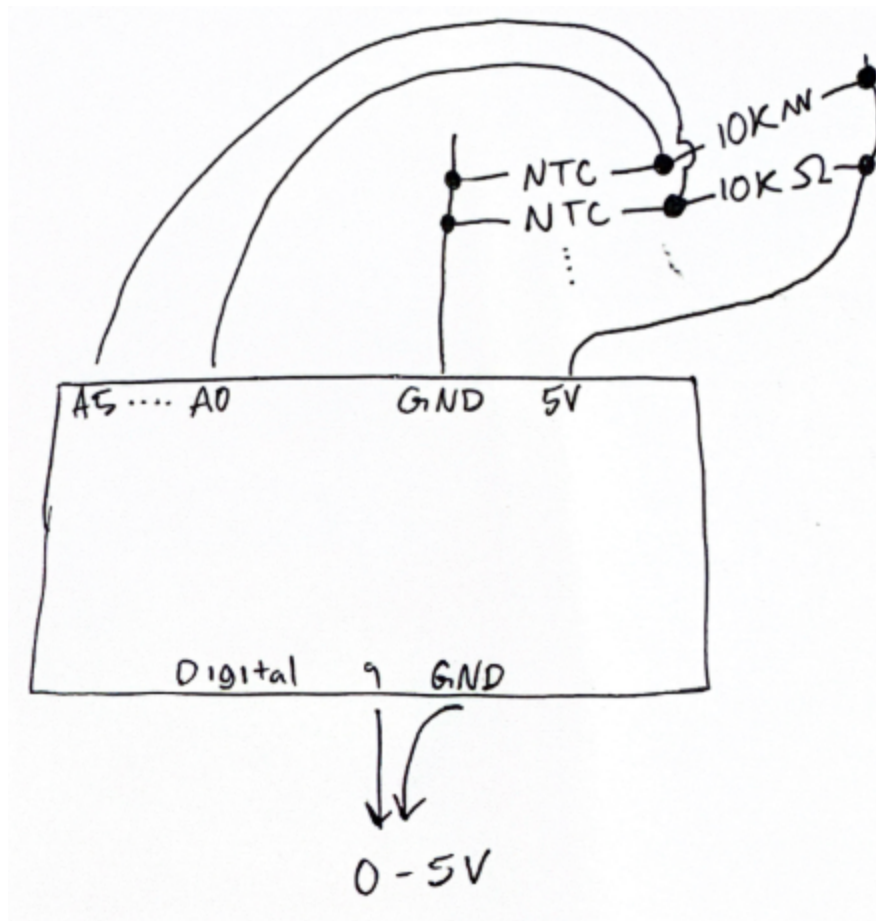 NTC 10K
NTC 10K Ω
A5 .... A0 GND 5V
Digital 9 GND
0-5V